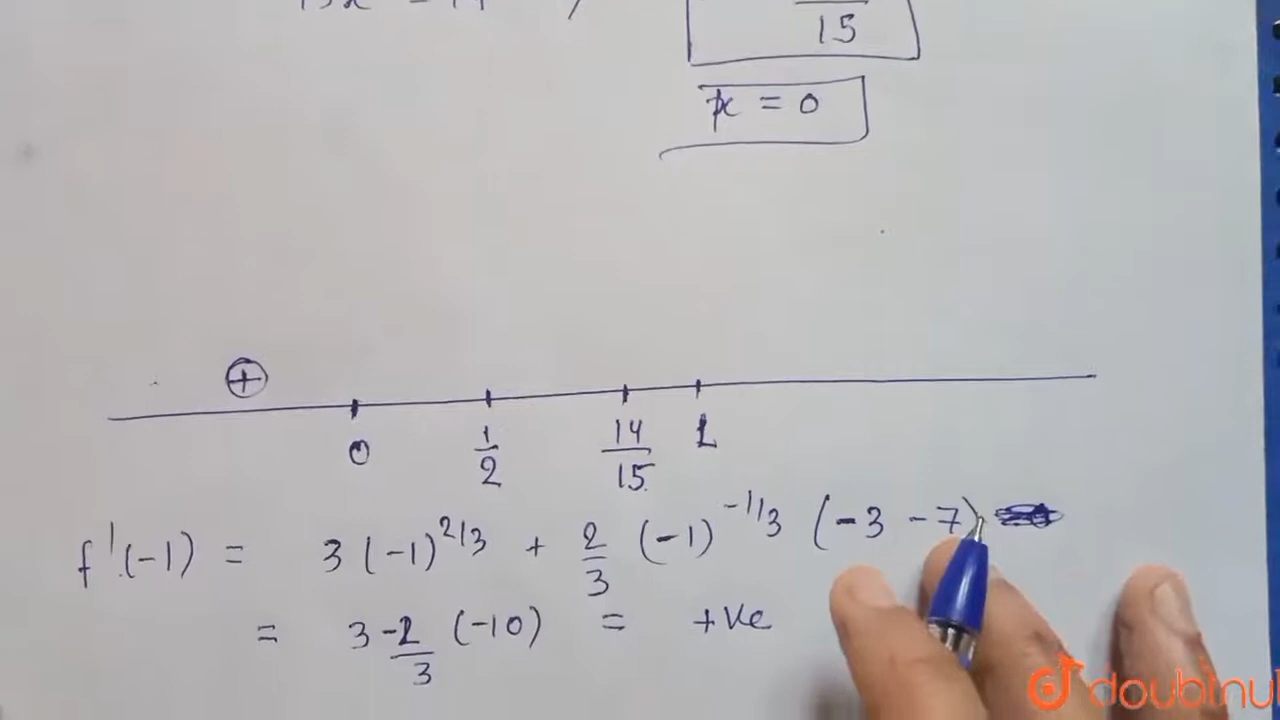 15
x = 0
+
0 1/2 14/15 1
f'(-1) = 3(-1)^2/3 + 2/3 (-1)^-1/3 (-3 -7)
= 3 -2/3 (-10) = +ve
doubtnut